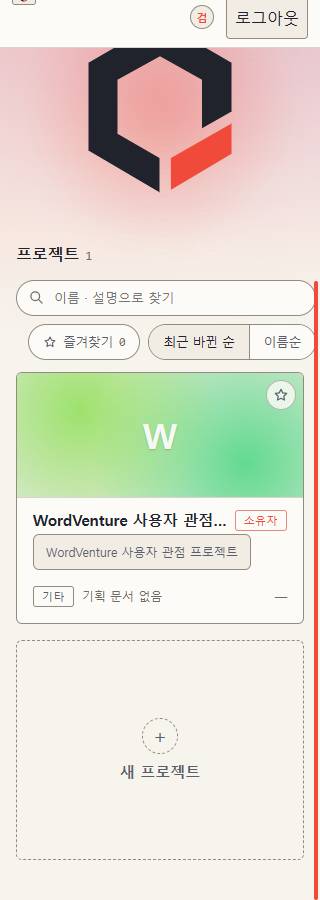 검
로그아웃
프로젝트 1
이름 · 설명으로 찾기
즐겨찾기 0
최근 바뀐 순
이름순
W
WordVenture 사용자 관점... 소유자
WordVenture 사용자 관점 프로젝트
기타 기획 문서 없음 —
+
새 프로젝트